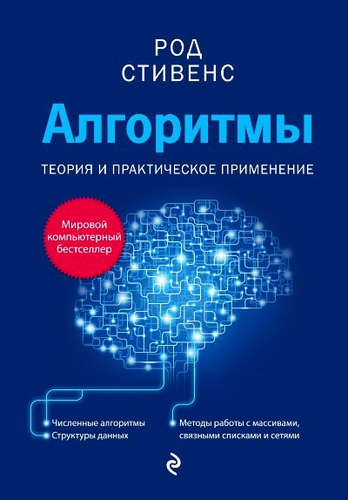 РОД
СТИВЕНС
Алгоритмы
ТЕОРИЯ И ПРАКТИЧЕСКОЕ ПРИМЕНЕНИЕ
Мировой
компьютерный
бестселлер
Численные алгоритмы
Структуры данных
Методы работы с массивами,
связными списками и сетями